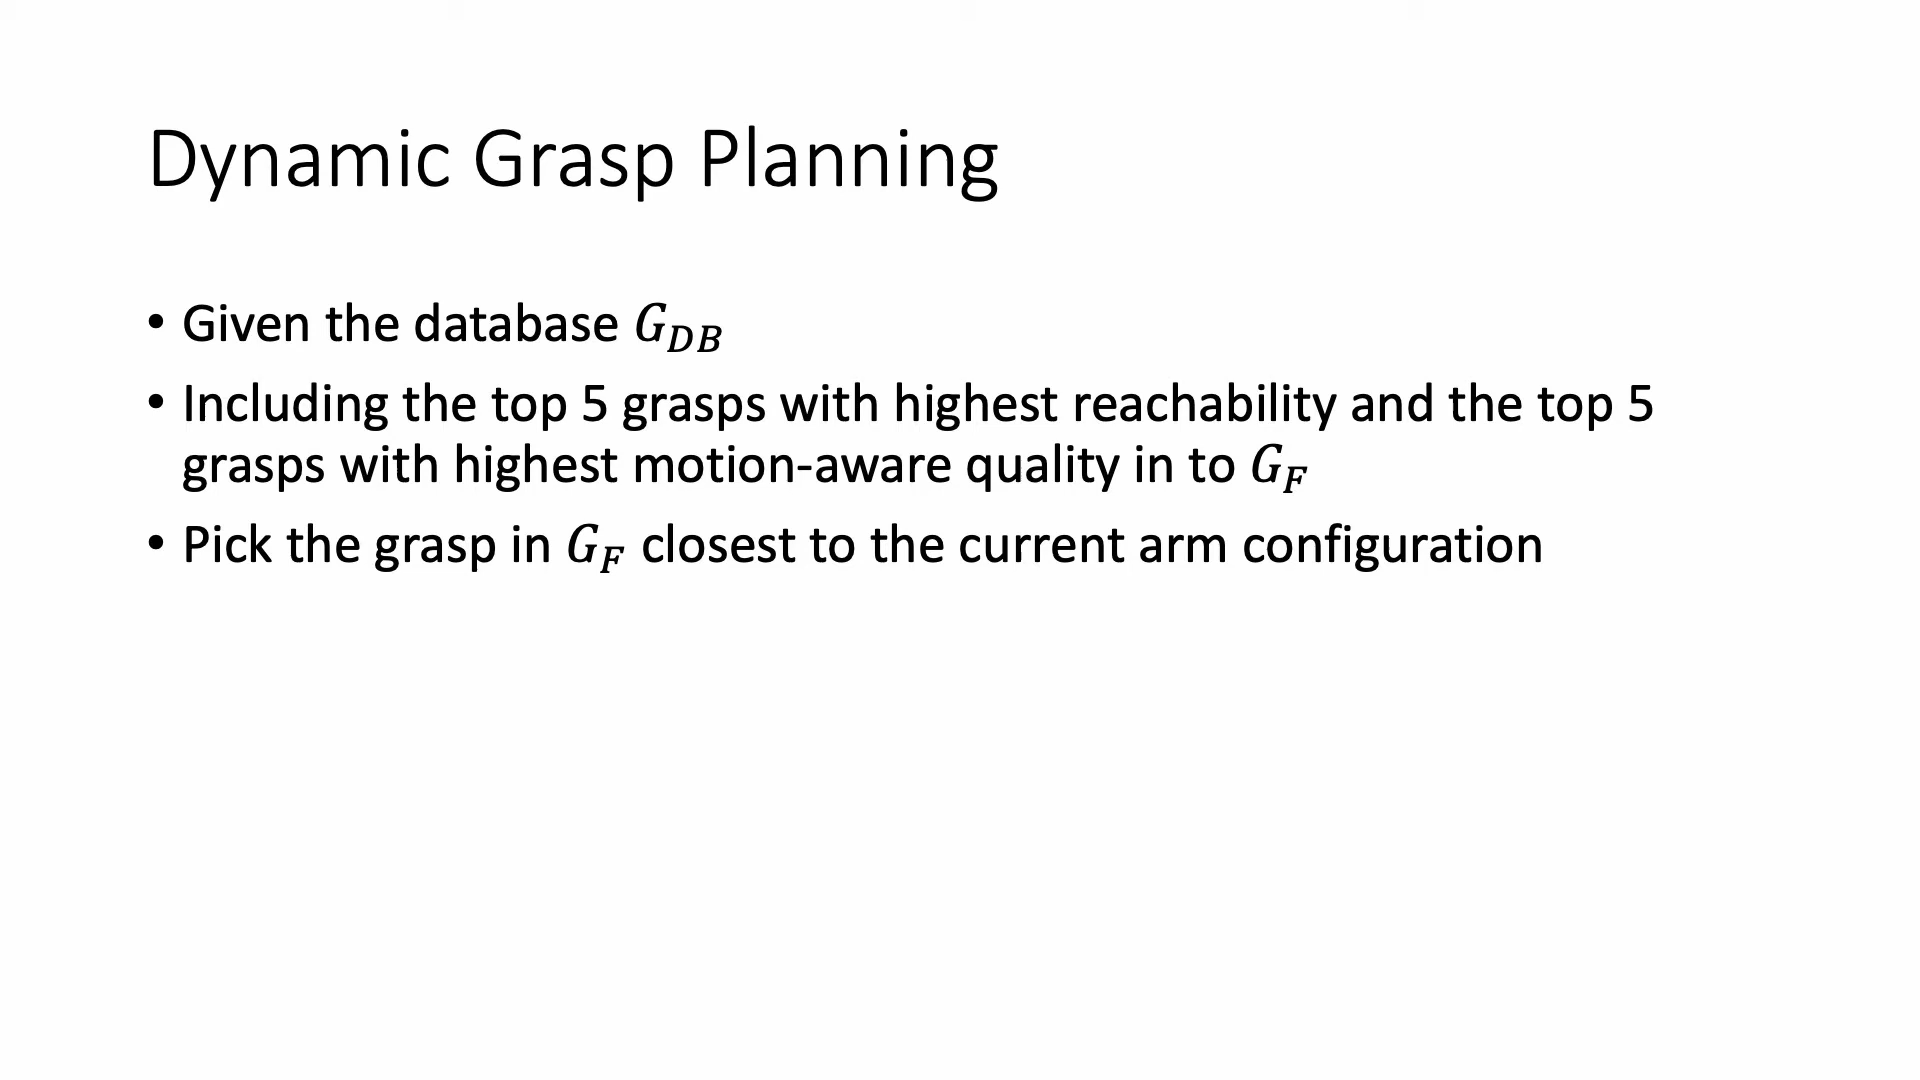 Dynamic Grasp Planning
• Given the database G_DB
• Including the top 5 grasps with highest reachability and the top 5
grasps with highest motion-aware quality in to G_F
• Pick the grasp in G_F closest to the current arm configuration